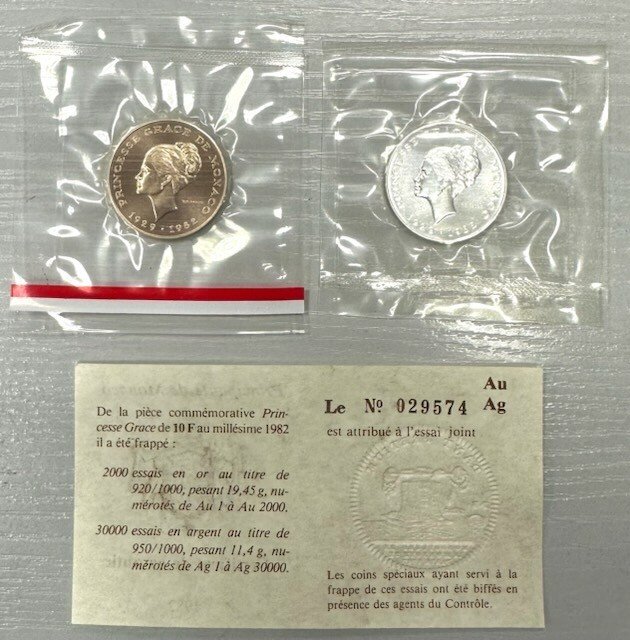 PRINCESSE GRACE DE MONACO
1929 · 1982
De la pièce commémorative Prin-
cesse Grace de 10 F au millésime 1982
il a été frappé :
2000 essais en or au titre de
920/1000, pesant 19,45 g, nu-
mérotés de Au 1 à Au 2000.
30000 essais en argent au titre de
950/1000, pesant 11,4 g, nu-
mérotés de Ag 1 à Ag 30000.
Au
Le Nº 029574 Ag
est attribué à l'essai joint
Les coins spéciaux ayant servi à la
frappe de ces essais ont été biffés en
présence des agents du Contrôle.